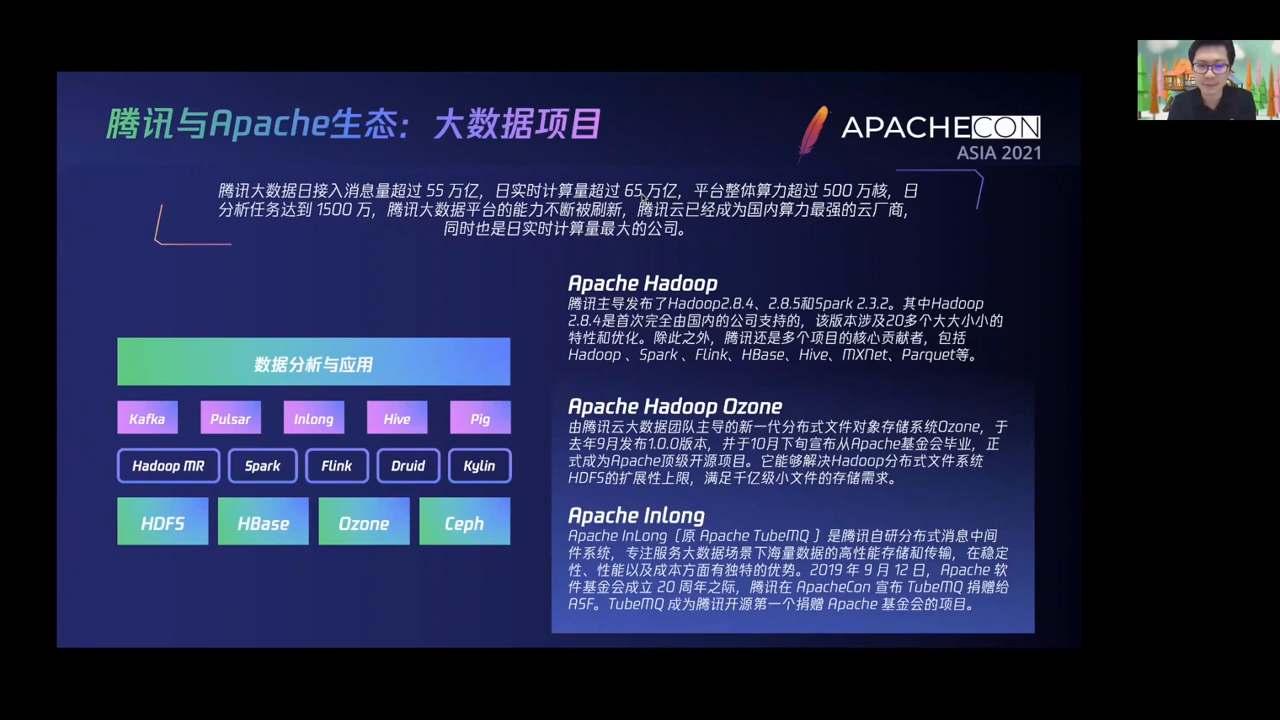 腾讯与Apache生态：大数据项目
APACHECON
ASIA 2021
腾讯大数据日接入消息量超过 55 万亿，日实时计算量超过 65万亿，平台整体算力超过 500 万核，日
分析任务达到 1500 万，腾讯大数据平台的能力不断被刷新，腾讯云已经成为国内算力最强的云厂商，
同时也是日实时计算量最大的公司。
数据分析与应用
Kafka Pulsar Inlong Hive Pig
Hadoop MR Spark Flink Druid Kylin
HDFS HBase Ozone Ceph
Apache Hadoop
腾讯主导发布了Hadoop2.8.4、2.8.5和Spark 2.3.2。其中Hadoop
2.8.4是首次完全由国内的公司支持的，该版本涉及20多个大大小小的
特性和优化。除此之外，腾讯还是多个项目的核心贡献者，包括
Hadoop 、Spark 、Flink、HBase、Hive、MXNet、Parquet等。
Apache Hadoop Ozone
由腾讯云大数据团队主导的新一代分布式文件对象存储系统Ozone，于
去年9月发布1.0.0版本，并于10月下旬宣布从Apache基金会毕业，正
式成为Apache顶级开源项目。它能够解决Hadoop分布式文件系统
HDFS的扩展性上限，满足千亿级小文件的存储需求。
Apache Inlong
Apache InLong（原 Apache TubeMQ ）是腾讯自研分布式消息中间
件系统，专注服务大数据场景下海量数据的高性能存储和传输，在稳定
性、性能以及成本方面有独特的优势。2019 年 9 月 12 日，Apache 软
件基金会成立 20 周年之际，腾讯在 ApacheCon 宣布 TubeMQ 捐赠给
ASF。TubeMQ 成为腾讯开源第一个捐赠 Apache 基金会的项目。